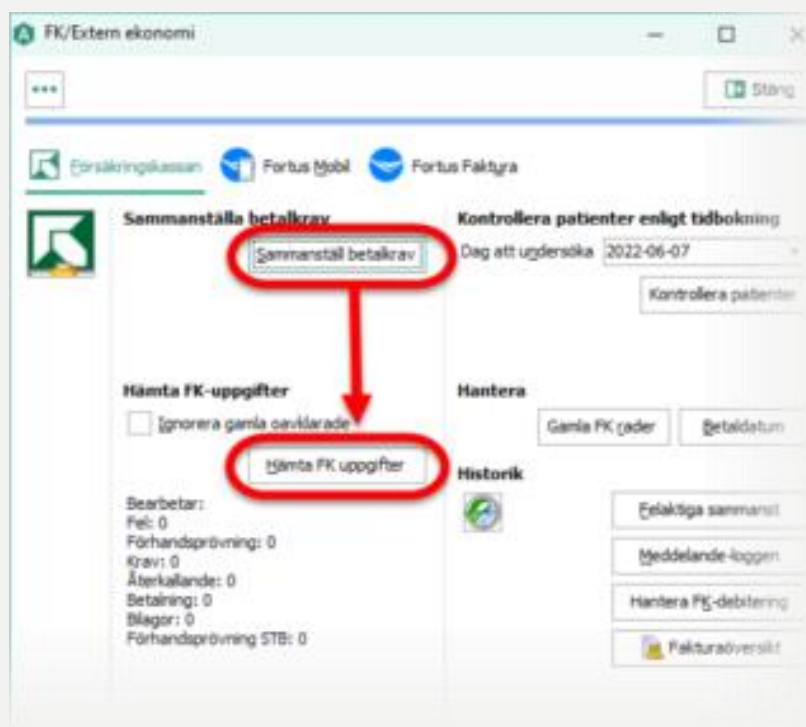 FK/Extern ekonomi
Stäng
Försäkringskassan
Fortus Mobil
Fortus Faktura
Sammanställa betalkrav
Sammanställ betalkrav
Kontrollera patienter enligt tidbokning
Dag att undersöka 2022-06-07
Kontrollera patienter
Hämta FK-uppgifter
Ignorera gamla oavklarade
Hämta FK uppgifter
Bearbetar:
Fel: 0
Förhandsprövning: 0
Krav: 0
Återkallande: 0
Betalning: 0
Bilagor: 0
Förhandsprövning STB: 0
Hantera
Gamla FK rader
Betaldatum
Historik
Felaktiga sammanst
Meddelande-loggen
Hantera FK-debitering
Fakturaöversikt